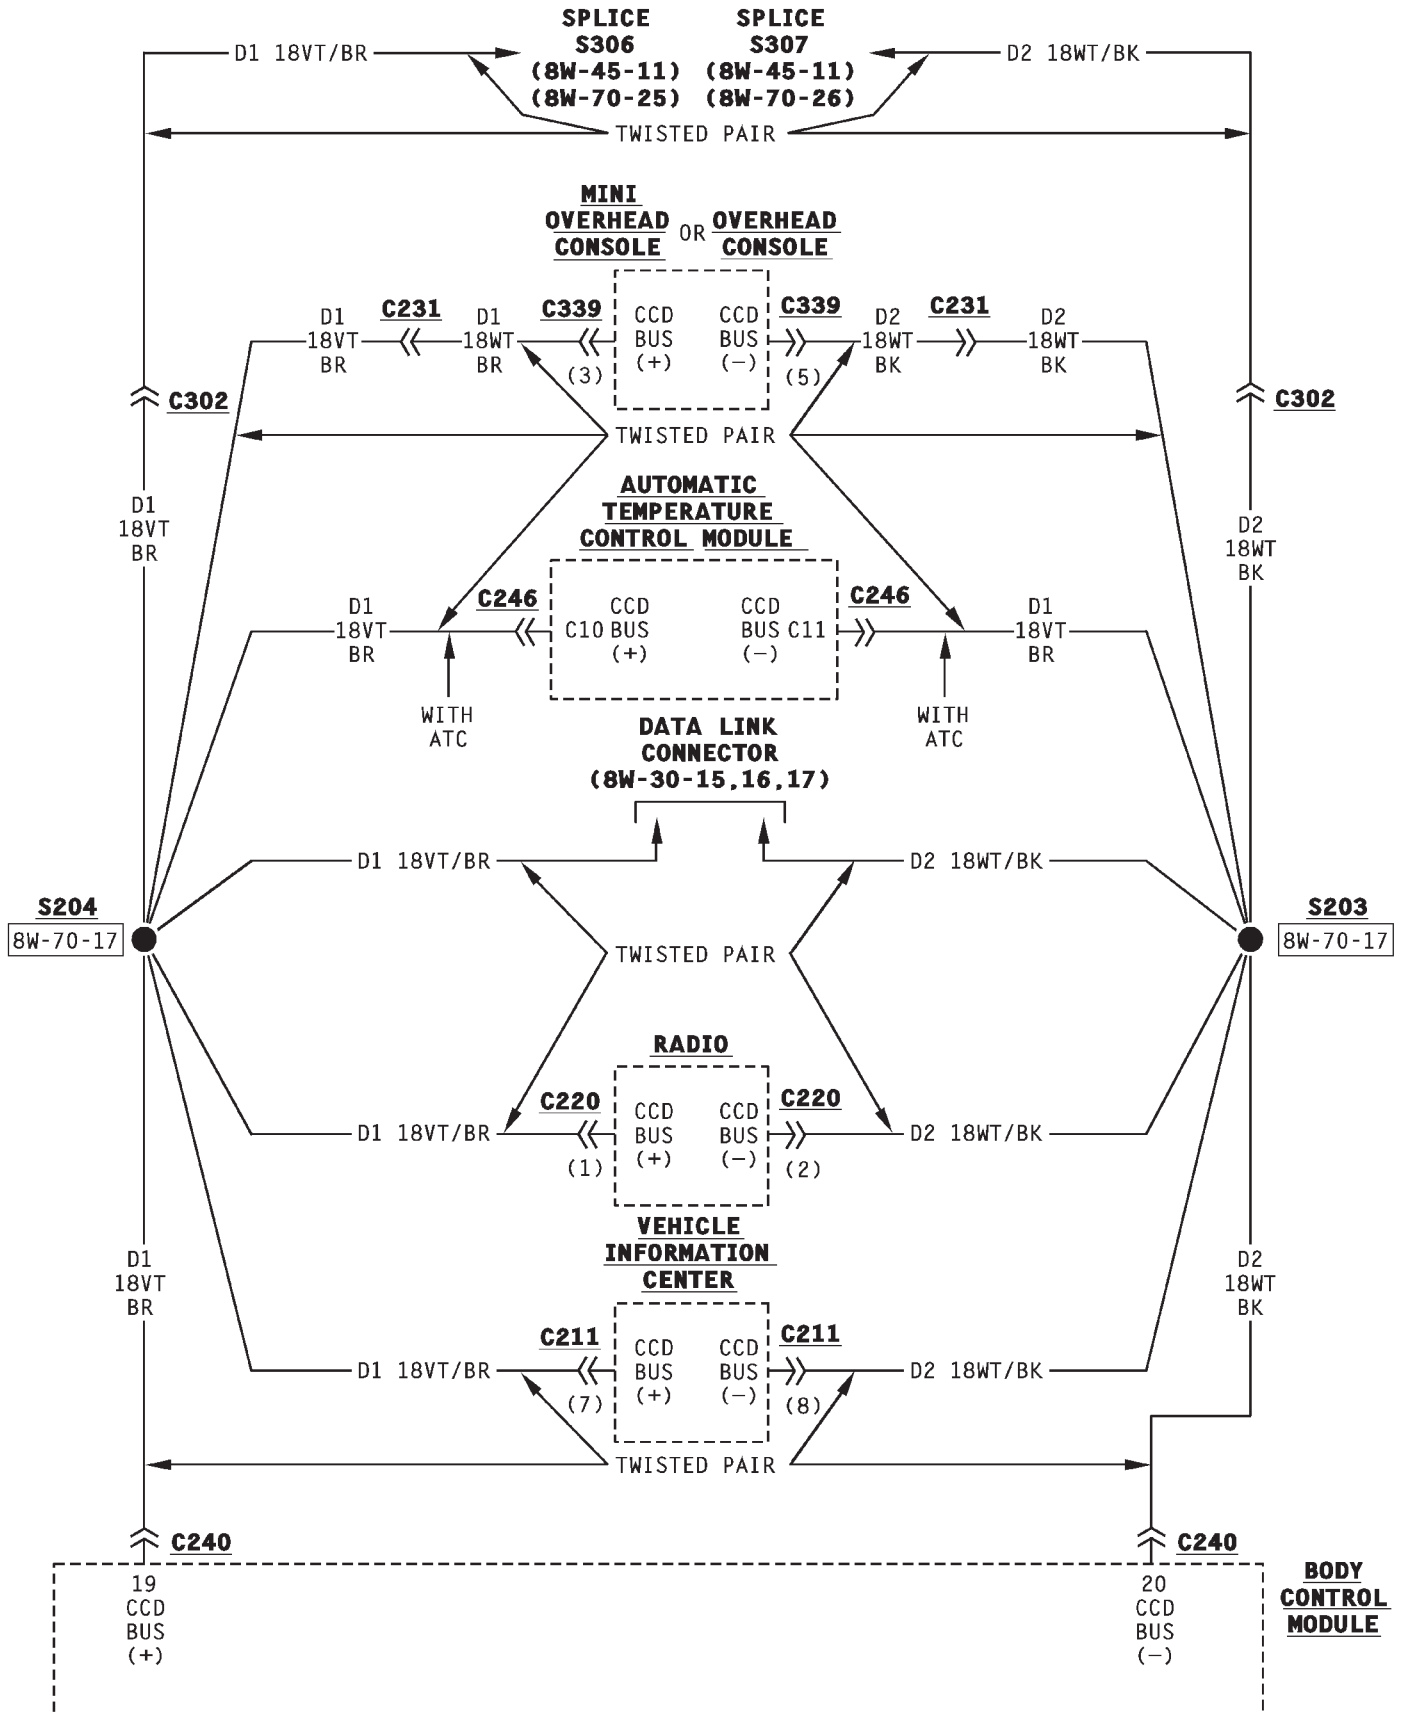 SPLICE SPLICE
D1 18VT/BR S306 S307 D2 18WT/BK
(8W-45-11) (8W-45-11)
(8W-70-25) (8W-70-26)
TWISTED PAIR
MINI
OVERHEAD OR OVERHEAD
CONSOLE CONSOLE
D1 C231 D1 C339 CCD CCD C339 D2 C231 D2
18VT 18WT BUS BUS 18WT 18WT
BR BR (3) (+) (−) (5) BK BK
C302 C302
TWISTED PAIR
AUTOMATIC
D1 TEMPERATURE D2
18VT CONTROL MODULE 18WT
BR BK
D1 C246 CCD CCD C246 D1
18VT C10 BUS BUS C11 18VT
BR (+) (−) BR
WITH WITH
ATC ATC
DATA LINK
CONNECTOR
(8W-30-15,16,17)
D1 18VT/BR D2 18WT/BK
S204 S203
8W-70-17 8W-70-17
TWISTED PAIR
RADIO
C220 CCD CCD C220
D1 18VT/BR BUS BUS D2 18WT/BK
(1) (+) (−) (2)
VEHICLE
D1 INFORMATION D2
18VT CENTER 18WT
BR BK
C211 CCD CCD C211
D1 18VT/BR BUS BUS D2 18WT/BK
(7) (+) (−) (8)
TWISTED PAIR
C240 C240
19 20 BODY
CCD CCD CONTROL
BUS BUS MODULE
(+) (−)